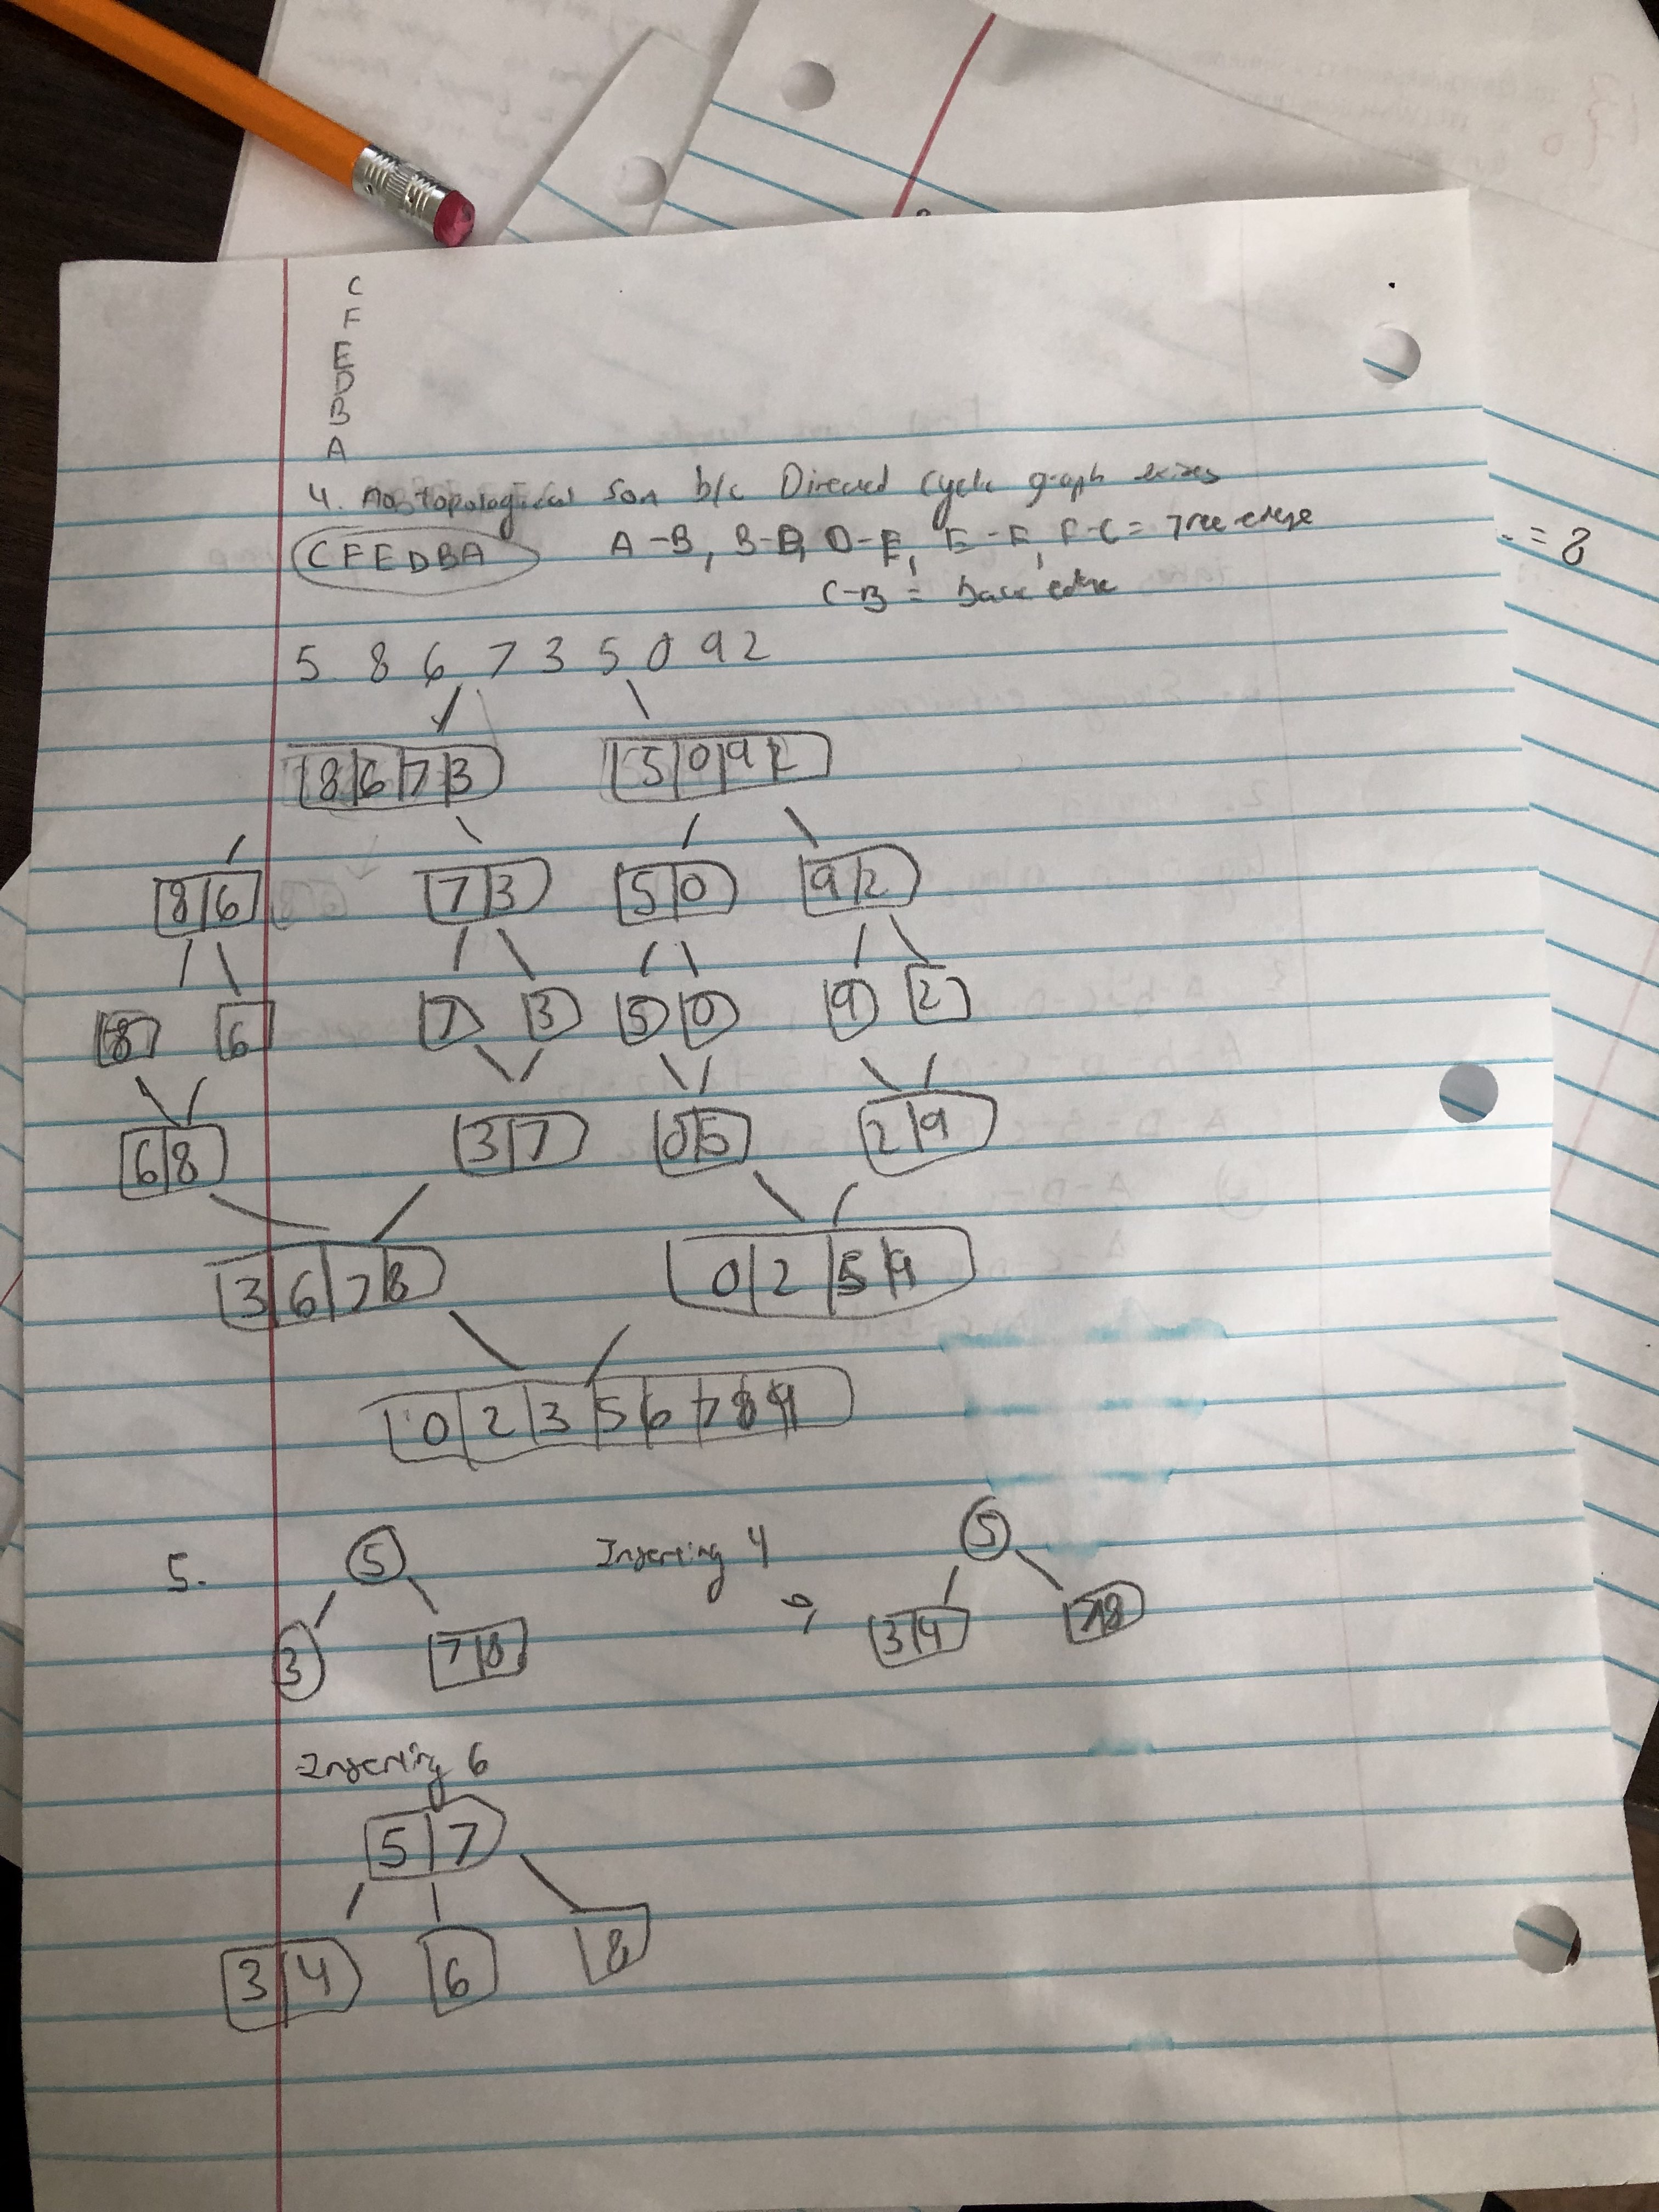 C
F
E
D
B
A
4. No topological sort b/c Directed cycle graph exists
CFEDBA A-B, B-D, D-E, E-F, F-C = Tree edge
C-B = back edge
= 8
5. 8 6 7 3 5 0 9 2
8 6 7 3 5 0 9 2
8 6 7 3 5 0 9 2
8 6 7 3 5 0 9 2
6 8 3 7 0 5 2 9
3 6 7 8 0 2 5 9
0 2 3 5 6 7 8 9
5. 5 Inserting 4 5
3 7 8 3 4 7 8
Inserting 6
5 7
3 4 6 8